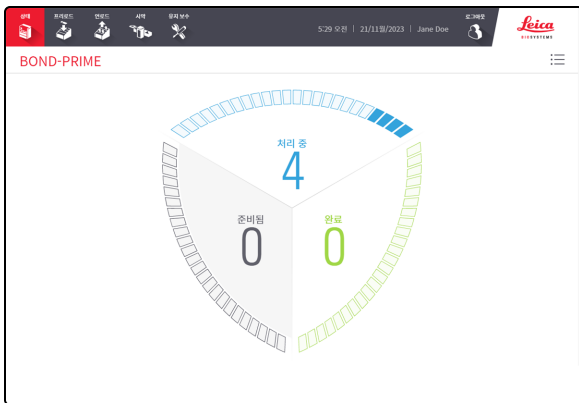 상태 프리로드 언로드 시약 유지 보수 5:29 오전 21/11월/2023 Jane Doe 로그아웃 Leica BIOSYSTEMS
BOND-PRIME
처리 중
4
준비됨 완료
0 0